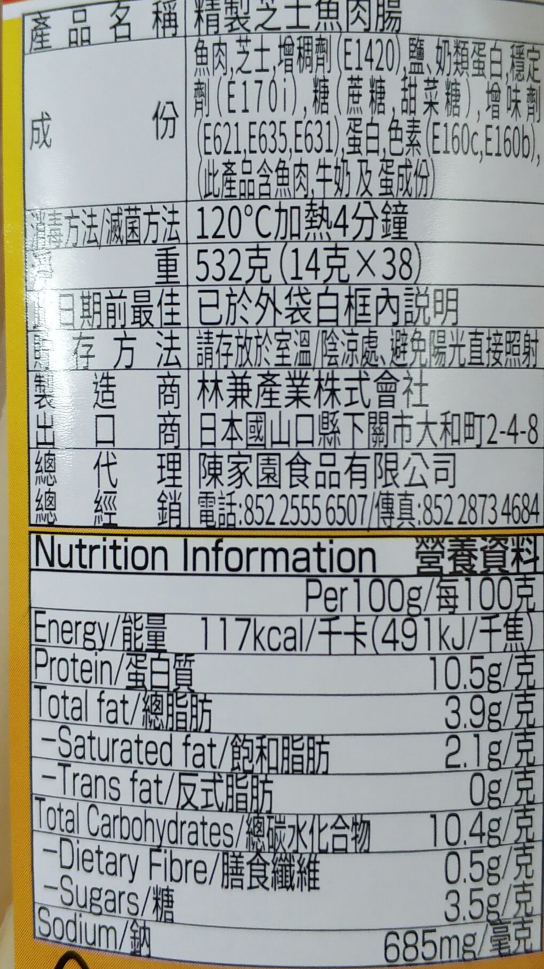 產品名稱 精製芝士魚肉腸
成份 魚肉,芝士,增稠劑(E1420),鹽,奶類蛋白,穩定
劑(E170i),糖(蔗糖,甜菜糖),增味劑
(E621,E635,E631),蛋白,色素(E160c,E160b),
(此產品含魚肉,牛奶及蛋成份)
消毒方法/滅菌方法 120°C加熱4分鐘
重 532克(14克×38)
日期前最佳 已於外袋白框內説明
貯存方法 請存放於室溫/陰涼處、避免陽光直接照射
製造商 林兼產業株式會社
出口商 日本國山口縣下關市大和町2-4-8
總代理 陳家園食品有限公司
總經銷 電話:852 2555 6507/傳真:852 2873 4684
Nutrition Information 營養資料
Per100g/每100克
Energy/能量 117kcal/千卡(491kJ/千焦)
Protein/蛋白質 10.5g/克
Total fat/總脂肪 3.9g/克
-Saturated fat/飽和脂肪 2.1g/克
-Trans fat/反式脂肪 0g/克
Total Carbohydrates/總碳水化合物 10.4g/克
-Dietary Fibre/膳食纖維 0.5g/克
-Sugars/糖 3.5g/克
Sodium/鈉 685mg/毫克